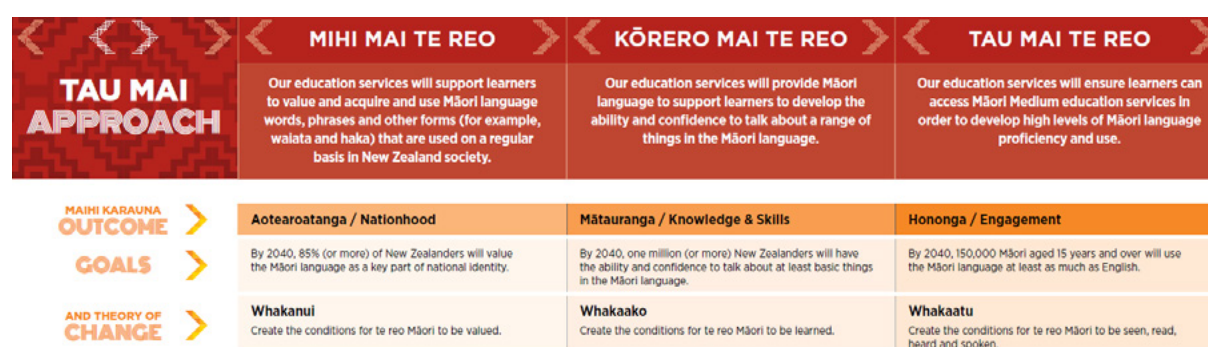 TAU MAI
APPROACH
MIHI MAI TE REO
Our education services will support learners
to value and acquire and use Māori language
words, phrases and other forms (for example,
waiata and haka) that are used on a regular
basis in New Zealand society.
KŌRERO MAI TE REO
Our education services will provide Māori
language to support learners to develop the
ability and confidence to talk about a range of
things in the Māori language.
TAU MAI TE REO
Our education services will ensure learners can
access Māori Medium education services in
order to develop high levels of Māori language
proficiency and use.
MAIHI KARAUNA
OUTCOME
Aotearoatanga / Nationhood
Mātauranga / Knowledge & Skills
Hononga / Engagement
GOALS
By 2040, 85% (or more) of New Zealanders will value
the Māori language as a key part of national identity.
By 2040, one million (or more) New Zealanders will have
the ability and confidence to talk about at least basic things
in the Māori language.
By 2040, 150,000 Māori aged 15 years and over will use
the Māori language at least as much as English.
AND THEORY OF
CHANGE
Whakanui
Create the conditions for te reo Māori to be valued.
Whakaako
Create the conditions for te reo Māori to be learned.
Whakaatu
Create the conditions for te reo Māori to be seen, read,
heard and spoken.